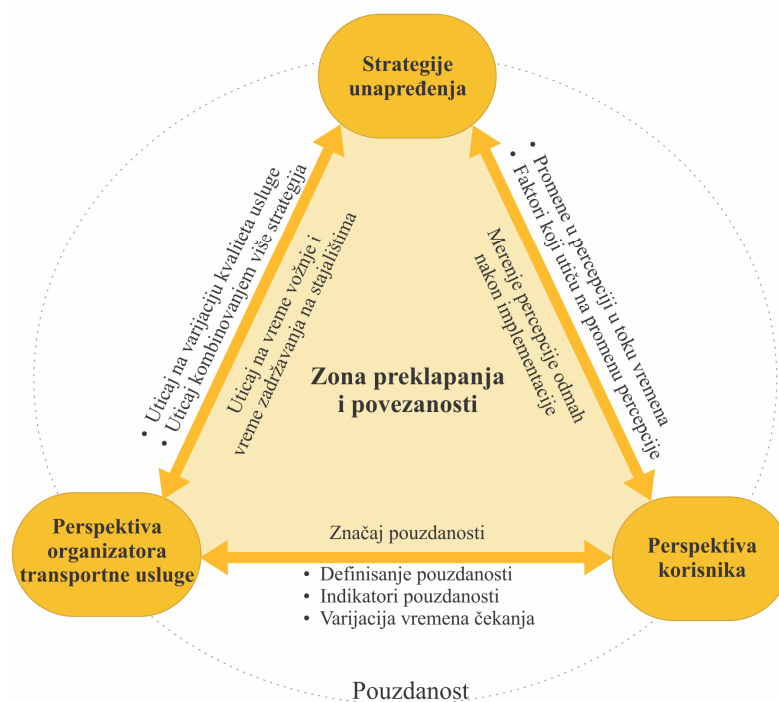 Strategije
unapređenja
• Uticaj na varijaciju kvaliteta usluge
• Uticaj kombinovanjem više strategija
Uticaj na vreme vožnje i
vreme zadržavanja na stajalištima
• Promene u percepciji u toku vremena
• Faktori koji utiču na promenu percepcije
Merenje percepcije odmah
nakon implementacije
Zona preklapanja
i povezanosti
Perspektiva
organizatora
transportne usluge
Značaj pouzdanosti
• Definisanje pouzdanosti
• Indikatori pouzdanosti
• Varijacija vremena čekanja
Perspektiva
korisnika
Pouzdanost